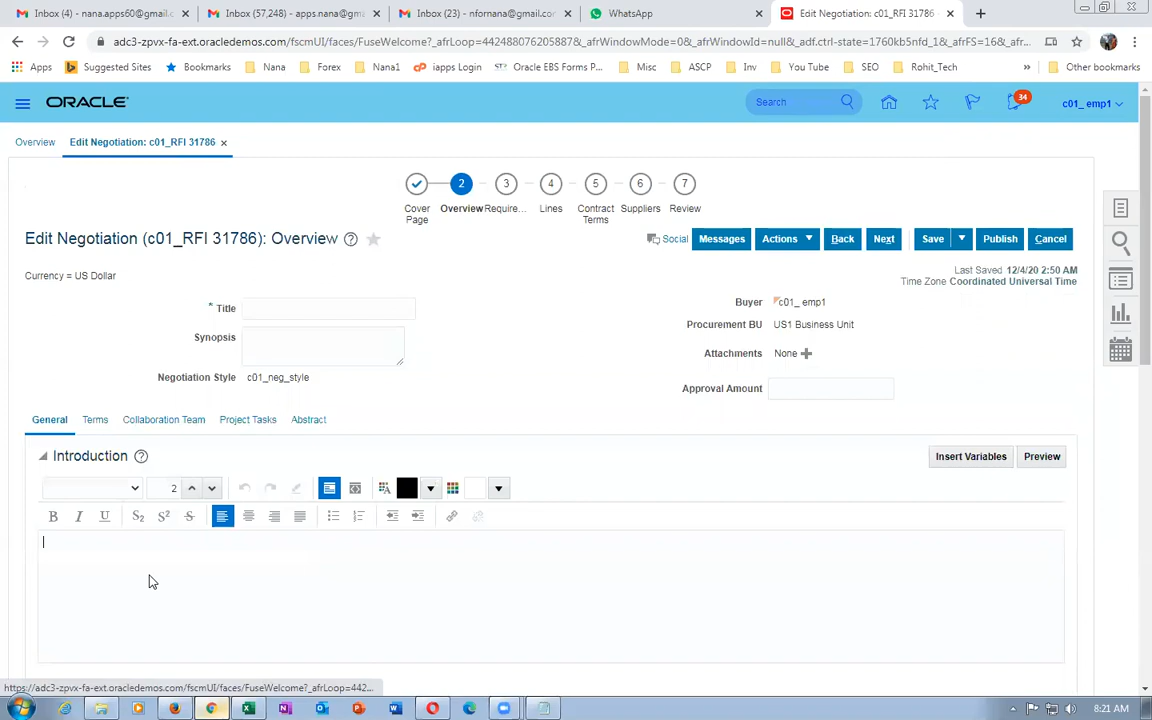 Inbox (4) - nana.apps60@gmail.c
Inbox (57,248) - apps.nana@gma
Inbox (23) - nfornana@gmail.co
WhatsApp
Edit Negotiation: c01_RFI 31786
adc3-zpvx-fa-ext.oracledemos.com/fscmUI/faces/FuseWelcome?_afrLoop=442488076205887&_afrWindowMode=0&_afrWindowId=null&_adf.ctrl-state=1760kb5nfd_1&_afrFS=16&_afr...
Apps
Suggested Sites
Bookmarks
Nana
Forex
Nana1
iapps Login
Oracle EBS Forms P...
Misc
ASCP
Inv
You Tube
SEO
Rohit_Tech
»
Other bookmarks
ORACLE
Search
34
c01_ emp1
Overview
Edit Negotiation: c01_RFI 31786
2
3
4
5
6
7
Cover Page
Overview
Require...
Lines
Contract Terms
Suppliers
Review
Edit Negotiation (c01_RFI 31786): Overview
Social
Messages
Actions
Back
Next
Save
Publish
Cancel
Currency = US Dollar
Last Saved 12/4/20 2:50 AM
Time Zone Coordinated Universal Time
* Title
Synopsis
Negotiation Style c01_neg_style
Buyer c01_ emp1
Procurement BU US1 Business Unit
Attachments None
Approval Amount
General
Terms
Collaboration Team
Project Tasks
Abstract
Introduction
Insert Variables
Preview
2
B I U S2 S2 S
https://adc3-zpvx-fa-ext.oracledemos.com/fscmUI/faces/FuseWelcome?_afrLoop=442...
8:21 AM